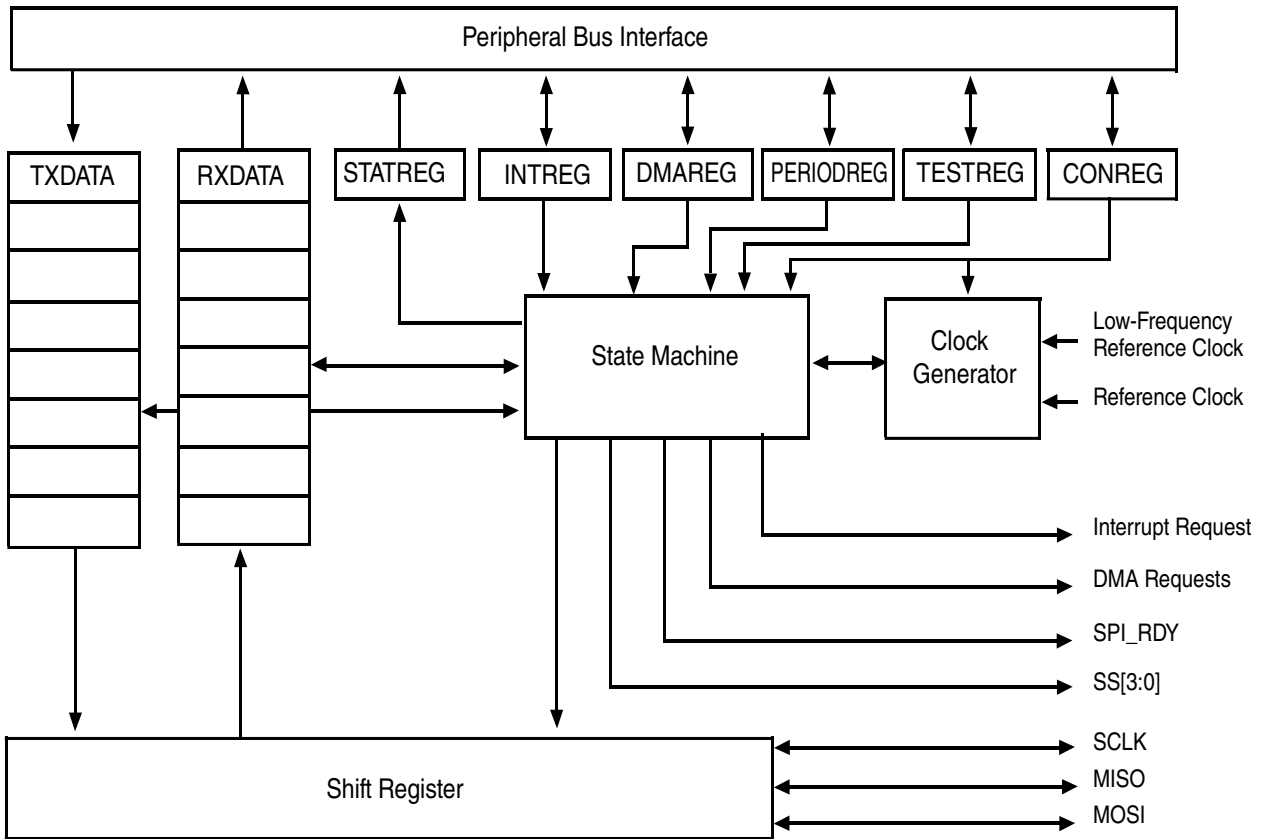 Peripheral Bus Interface
TXDATA
RXDATA
STATREG
INTREG
DMAREG
PERIODREG
TESTREG
CONREG
State Machine
Clock
Generator
Low-Frequency
Reference Clock
Reference Clock
Interrupt Request
DMA Requests
SPI_RDY
SS[3:0]
SCLK
MISO
MOSI
Shift Register